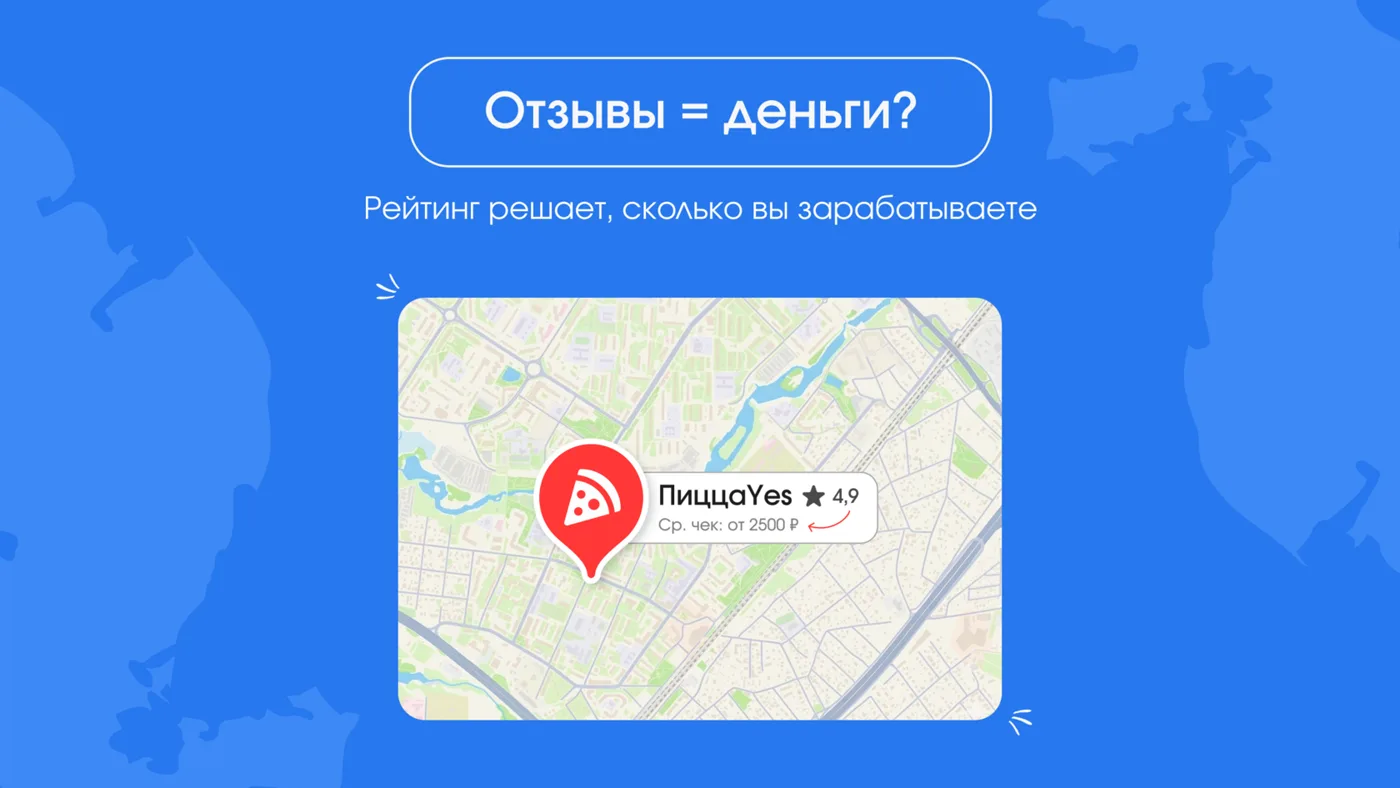 Отзывы = деньги?
Рейтинг решает, сколько вы зарабатываете
ПиццаYes ★ 4,9
Ср. чек: от 2500 ₽